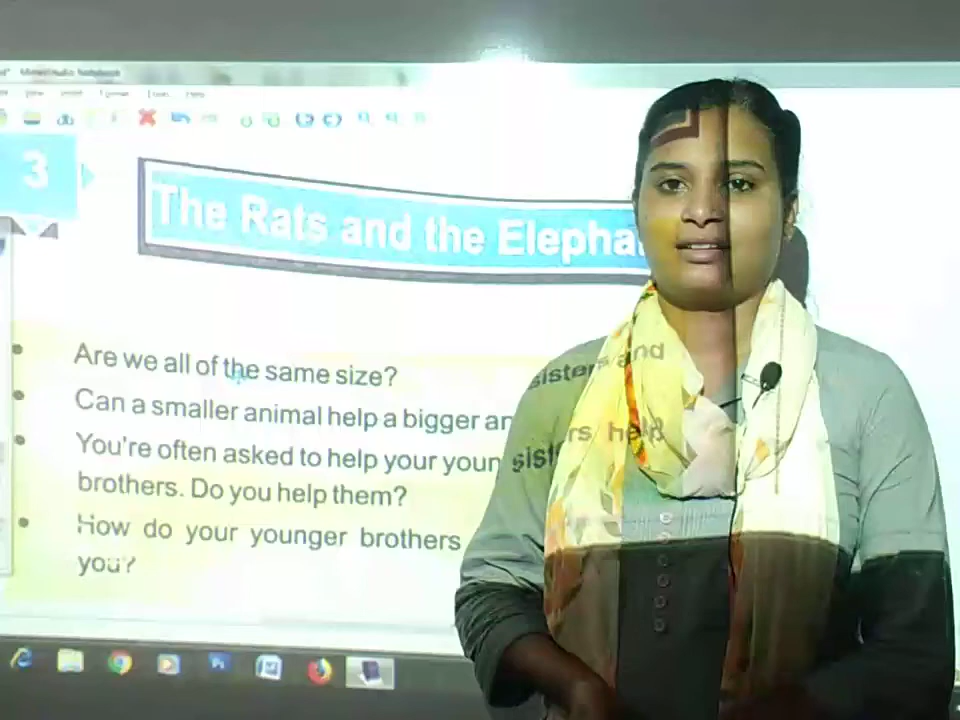 3
The Rats and the Elepha
Are we all of the same size?
Can a smaller animal help a bigger an
You're often asked to help your youn sisters and
brothers. Do you help them?
How do your younger brothers sisters help
you?